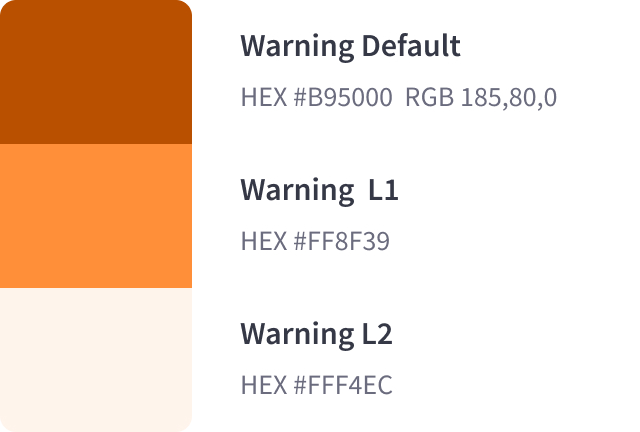 Warning Default
HEX #B95000  RGB 185,80,0
Warning  L1
HEX #FF8F39
Warning L2
HEX #FFF4EC